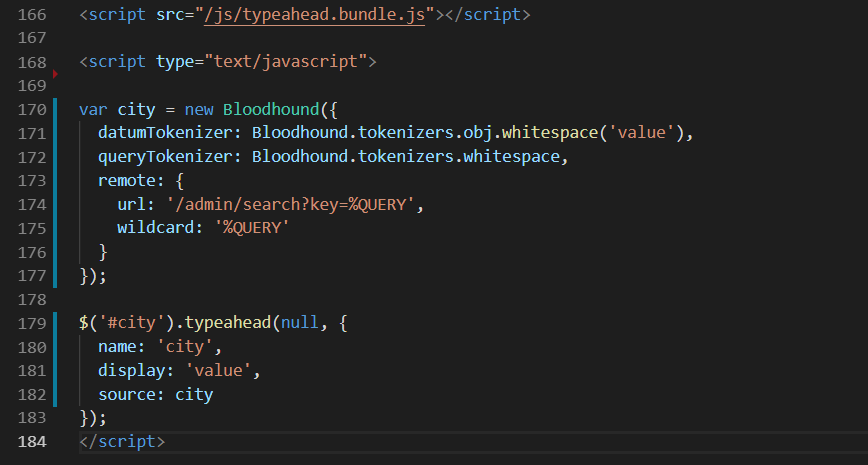 166 <script src="/js/typeahead.bundle.js"></script>
167
168 <script type="text/javascript">
169
170 var city = new Bloodhound({
171   datumTokenizer: Bloodhound.tokenizers.obj.whitespace('value'),
172   queryTokenizer: Bloodhound.tokenizers.whitespace,
173   remote: {
174     url: '/admin/search?key=%QUERY',
175     wildcard: '%QUERY'
176   }
177 });
178
179 $('#city').typeahead(null, {
180   name: 'city',
181   display: 'value',
182   source: city
183 });
184 </script>